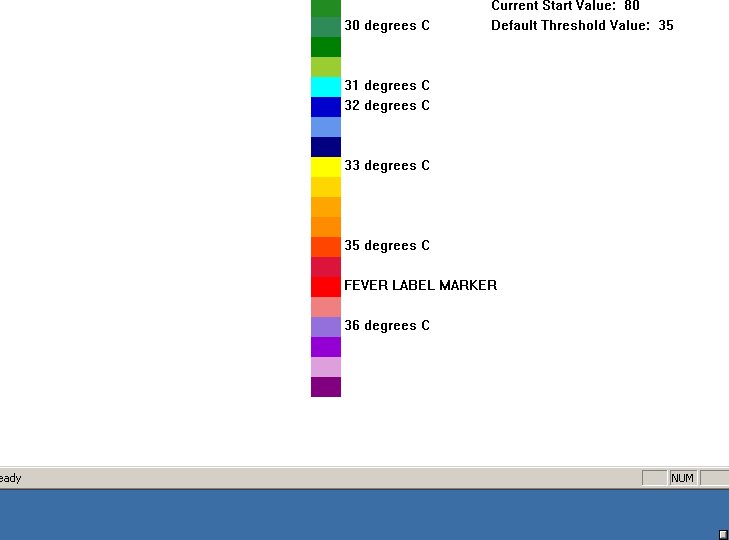 Current Start Value: 80
30 degrees C
Default Threshold Value: 35
31 degrees C
32 degrees C
33 degrees C
35 degrees C
FEVER LABEL MARKER
36 degrees C
eady
NUM